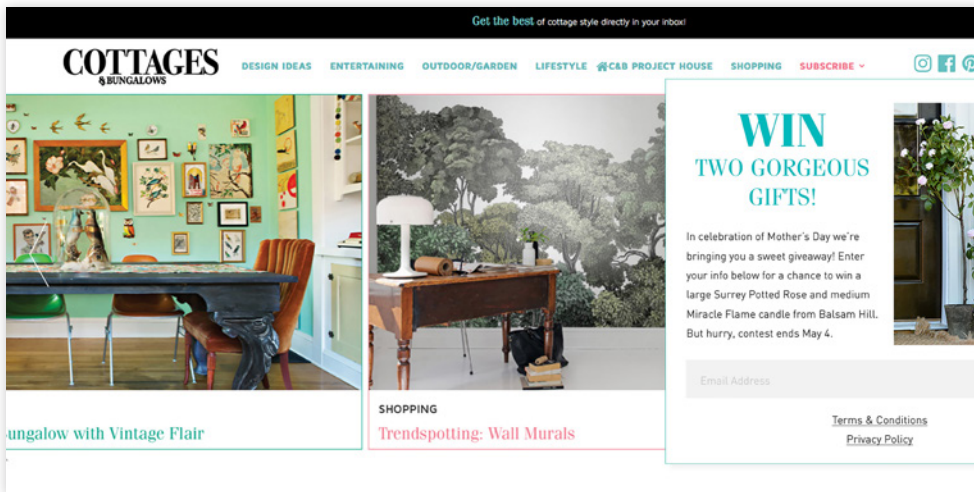 Get the best of cottage style directly in your inbox!
COTTAGES
& BUNGALOWS
DESIGN IDEAS ENTERTAINING OUTDOOR/GARDEN LIFESTYLE C&B PROJECT HOUSE SHOPPING SUBSCRIBE
WIN
TWO GORGEOUS
GIFTS!
In celebration of Mother's Day we're
bringing you a sweet giveaway! Enter
your info below for a chance to win a
large Surrey Potted Rose and medium
Miracle Flame candle from Balsam Hill.
But hurry, contest ends May 4.
Email Address
Terms & Conditions
Privacy Policy
with Vintage Flair
SHOPPING
Trendspotting: Wall Murals